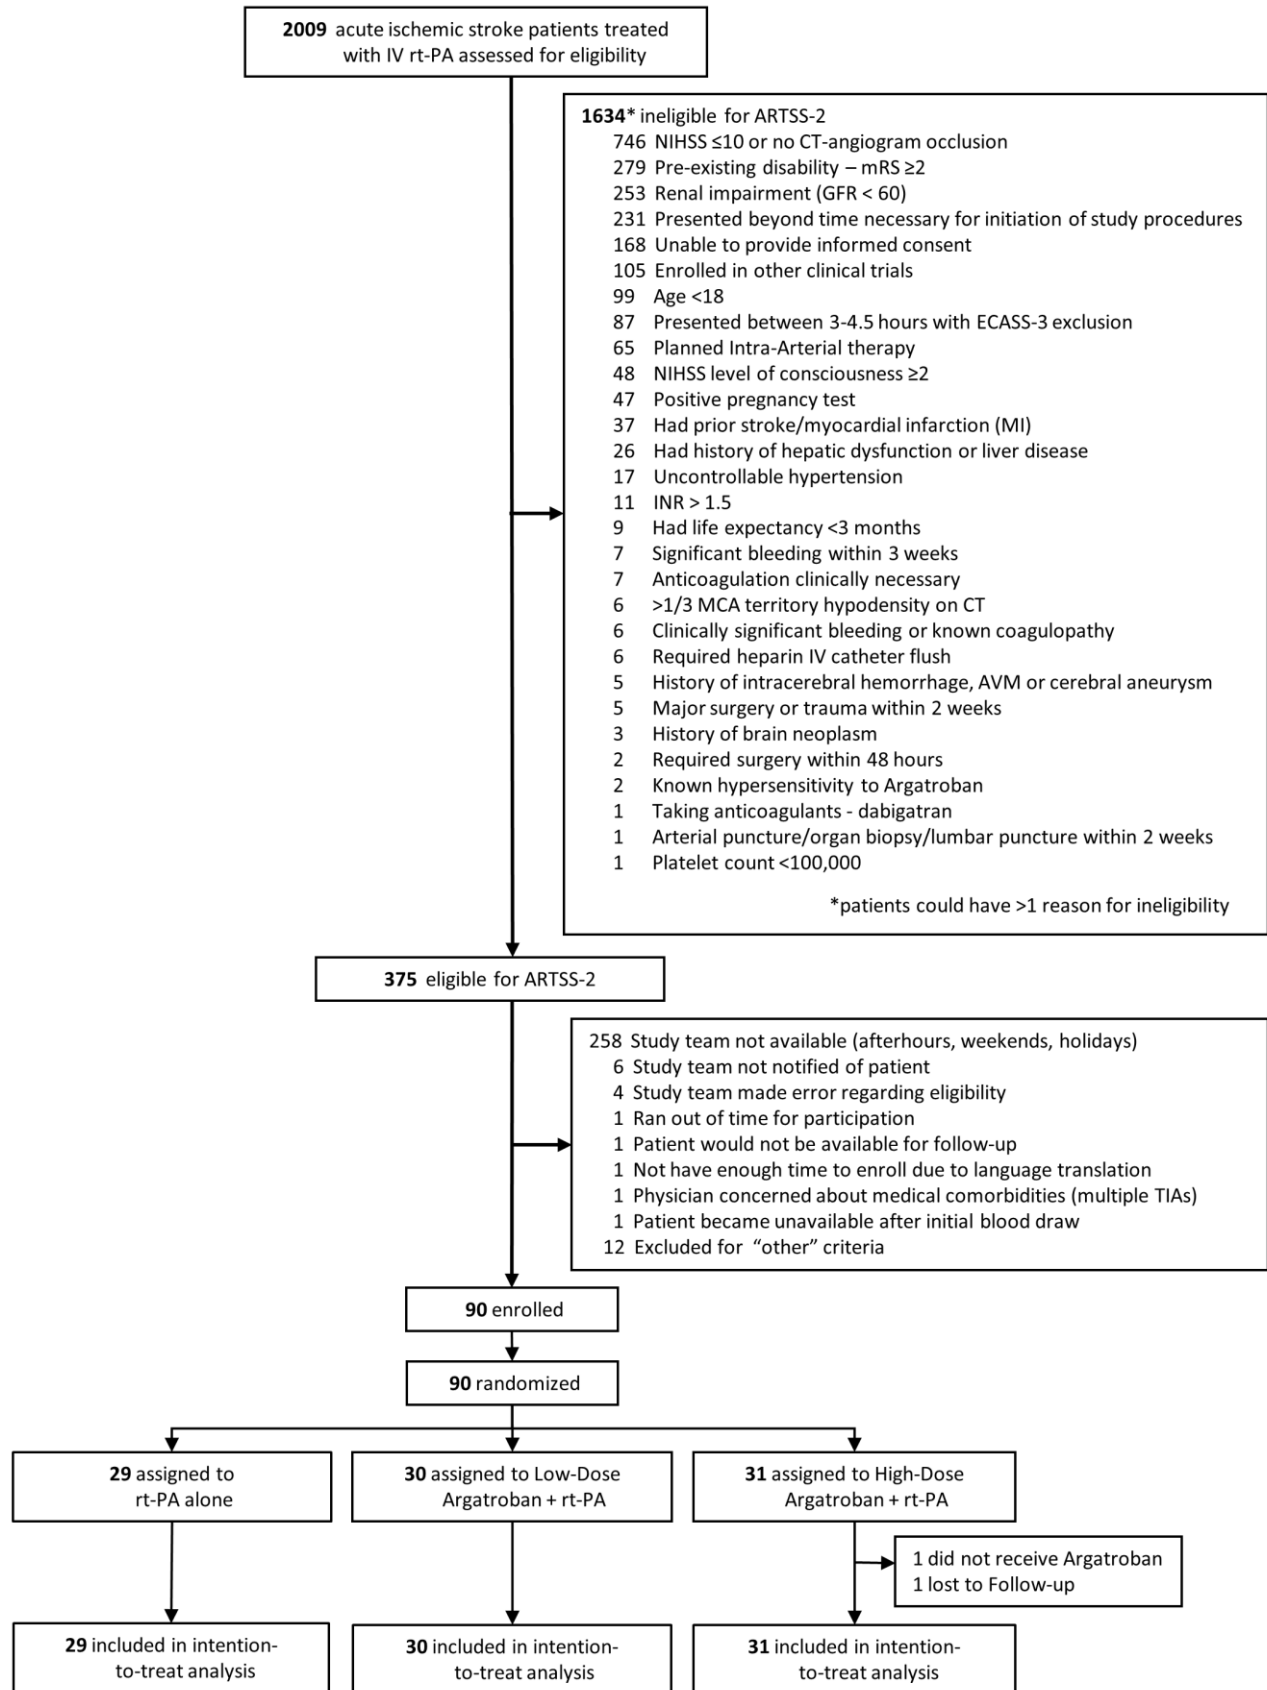 2009 acute ischemic stroke patients treated
with IV rt-PA assessed for eligibility
1634* ineligible for ARTSS-2
746 NIHSS ≤10 or no CT-angiogram occlusion
279 Pre-existing disability – mRS ≥2
253 Renal impairment (GFR < 60)
231 Presented beyond time necessary for initiation of study procedures
168 Unable to provide informed consent
105 Enrolled in other clinical trials
99 Age <18
87 Presented between 3-4.5 hours with ECASS-3 exclusion
65 Planned Intra-Arterial therapy
48 NIHSS level of consciousness ≥2
47 Positive pregnancy test
37 Had prior stroke/myocardial infarction (MI)
26 Had history of hepatic dysfunction or liver disease
17 Uncontrollable hypertension
11 INR > 1.5
9 Had life expectancy <3 months
7 Significant bleeding within 3 weeks
7 Anticoagulation clinically necessary
6 >1/3 MCA territory hypodensity on CT
6 Clinically significant bleeding or known coagulopathy
6 Required heparin IV catheter flush
5 History of intracerebral hemorrhage, AVM or cerebral aneurysm
5 Major surgery or trauma within 2 weeks
3 History of brain neoplasm
2 Required surgery within 48 hours
2 Known hypersensitivity to Argatroban
1 Taking anticoagulants - dabigatran
1 Arterial puncture/organ biopsy/lumbar puncture within 2 weeks
1 Platelet count <100,000
*patients could have >1 reason for ineligibility
375 eligible for ARTSS-2
258 Study team not available (afterhours, weekends, holidays)
6 Study team not notified of patient
4 Study team made error regarding eligibility
1 Ran out of time for participation
1 Patient would not be available for follow-up
1 Not have enough time to enroll due to language translation
1 Physician concerned about medical comorbidities (multiple TIAs)
1 Patient became unavailable after initial blood draw
12 Excluded for “other” criteria
90 enrolled
90 randomized
29 assigned to
rt-PA alone
30 assigned to Low-Dose
Argatroban + rt-PA
31 assigned to High-Dose
Argatroban + rt-PA
1 did not receive Argatroban
1 lost to Follow-up
29 included in intention-
to-treat analysis
30 included in intention-
to-treat analysis
31 included in intention-
to-treat analysis